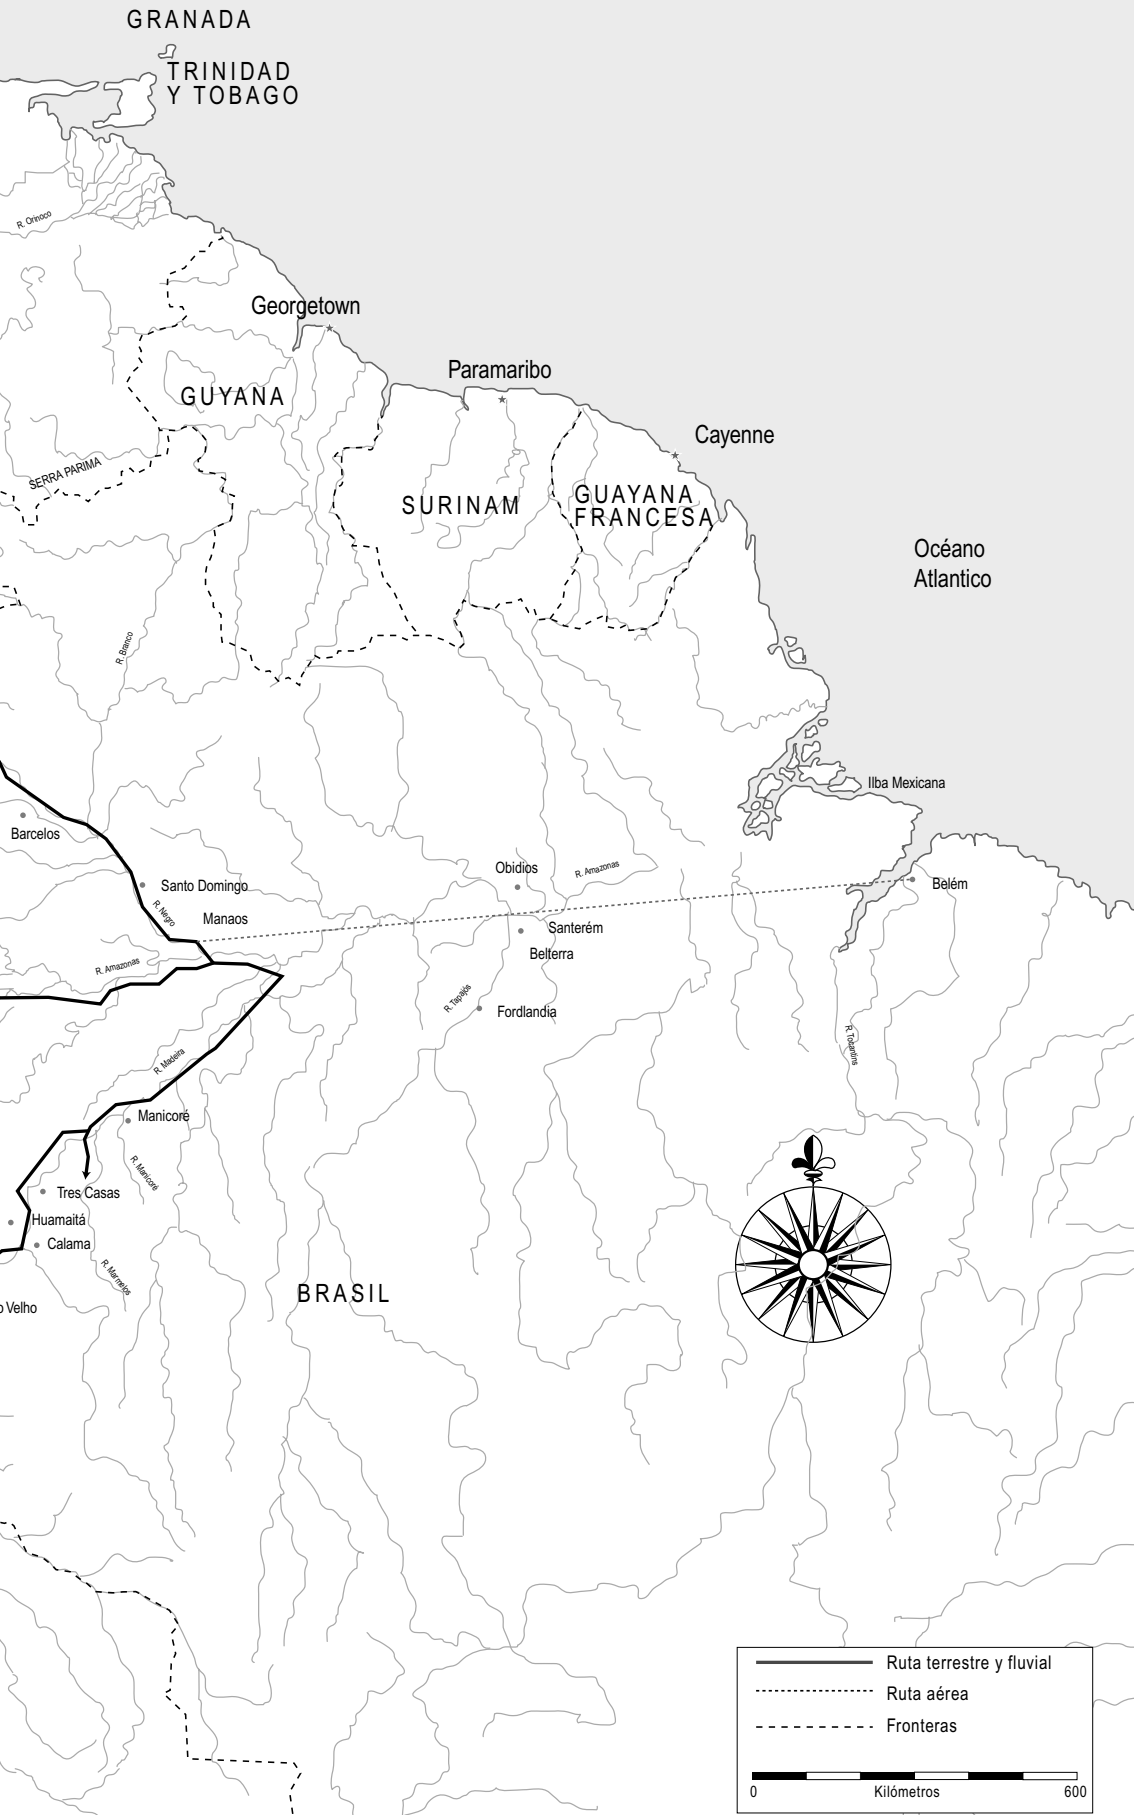 GRANADA
TRINIDAD
Y TOBAGO
R. Orinoco
Georgetown
Paramaribo
GUYANA
Cayenne
SERRA PARIMA
SURINAM
GUAYANA
FRANCESA
Océano
Atlantico
R. Branco
Ilba Mexicana
Barcelos
Obidios
R. Amazonas
Santo Domingo
Belém
R. Negro
Manaos
Santerém
Belterra
R. Amazonas
R. Tapajós
Fordlandia
R. Tocantins
R. Madeira
Manicoré
R. Manicoré
Tres Casas
Huamaitá
Calama
R. Marmelos
BRASIL
o Velho
Ruta terrestre y fluvial
Ruta aérea
Fronteras
0 Kilómetros 600